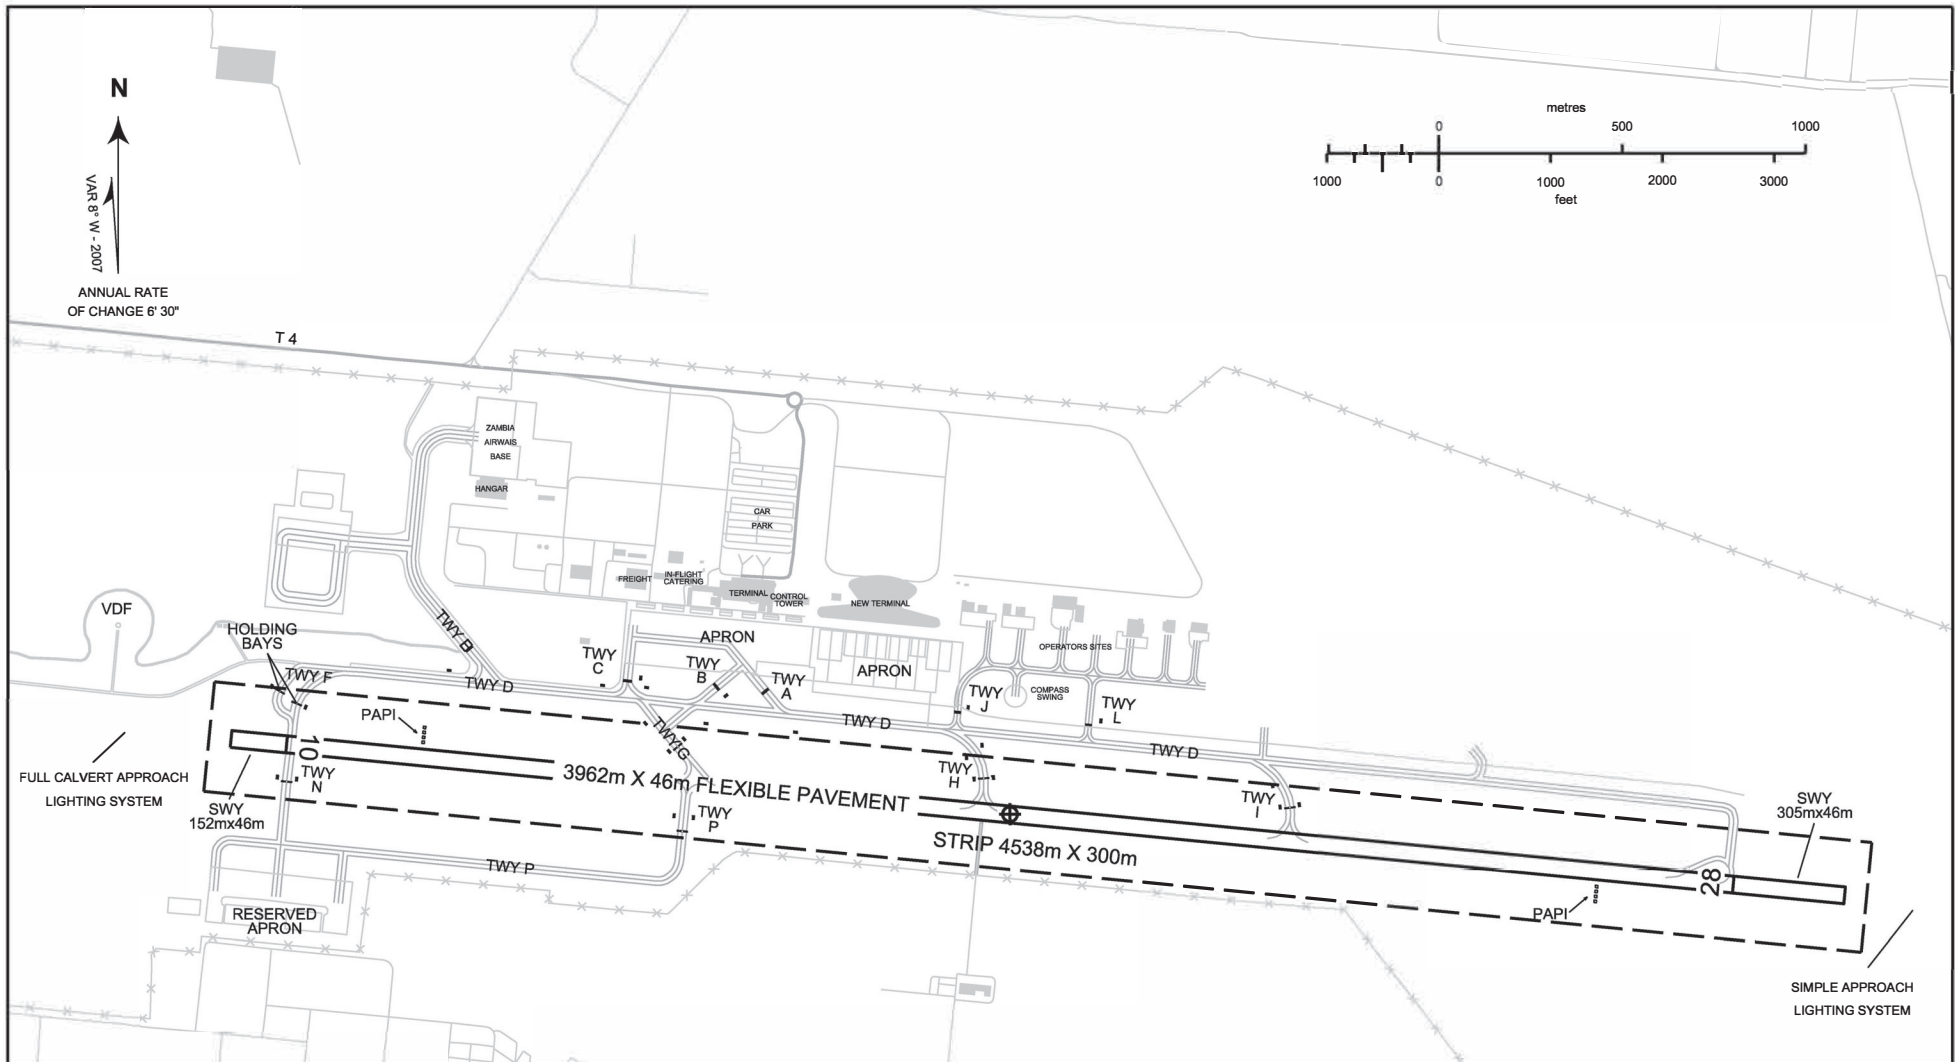 N
VAR 8° W - 2007
ANNUAL RATE
OF CHANGE 6' 30"
metres
0 500 1000
1000 0 1000 2000 3000
feet
T 4
ZAMBIA
AIRWAIS
BASE
HANGAR
CAR
PARK
FREIGHT
IN-FLIGHT
CATERING
TERMINAL
CONTROL
TOWER
NEW TERMINAL
VDF
HOLDING
BAYS
TWY B
TWY F
TWY D
TWY
C
APRON
TWY
B
TWY
A
APRON
OPERATORS SITES
COMPASS
SWING
TWY
J
TWY
L
TWY D
TWY D
PAPI
TWY G
10
FULL CALVERT APPROACH
LIGHTING SYSTEM
SWY
152mx46m
TWY
N
3962m X 46m FLEXIBLE PAVEMENT
TWY
H
TWY
I
SWY
305mx46m
TWY
P
STRIP 4538m X 300m
TWY P
28
PAPI
RESERVED
APRON
SIMPLE APPROACH
LIGHTING SYSTEM